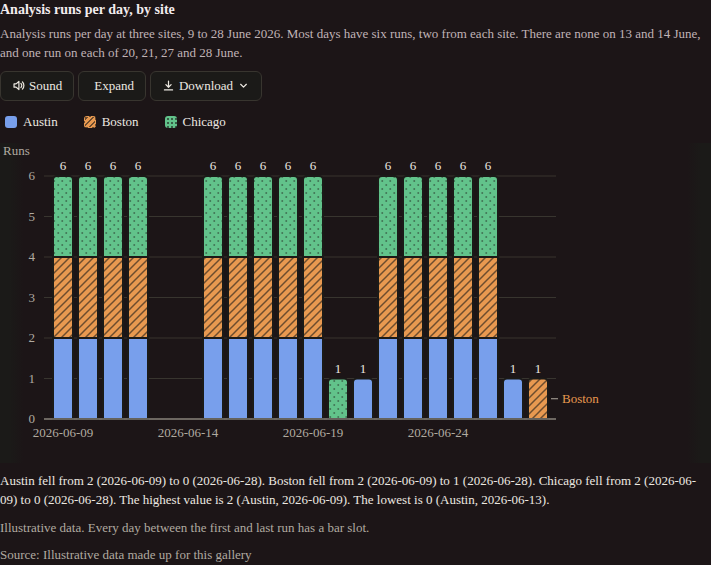 Analysis runs per day, by site
Analysis runs per day at three sites, 9 to 28 June 2026. Most days have six runs, two from each site. There are none on 13 and 14 June,
and one run on each of 20, 21, 27 and 28 June.
Sound Expand Download
Austin Boston Chicago
Runs
6 6 6 6 6 6 6 6 6 6 6 6 6 6
6
5
4
3
2
1 1 1 1
1
Boston
0
2026-06-09 2026-06-14 2026-06-19 2026-06-24
Austin fell from 2 (2026-06-09) to 0 (2026-06-28). Boston fell from 2 (2026-06-09) to 1 (2026-06-28). Chicago fell from 2 (2026-06-
09) to 0 (2026-06-28). The highest value is 2 (Austin, 2026-06-09). The lowest is 0 (Austin, 2026-06-13).
Illustrative data. Every day between the first and last run has a bar slot.
Source: Illustrative data made up for this gallery